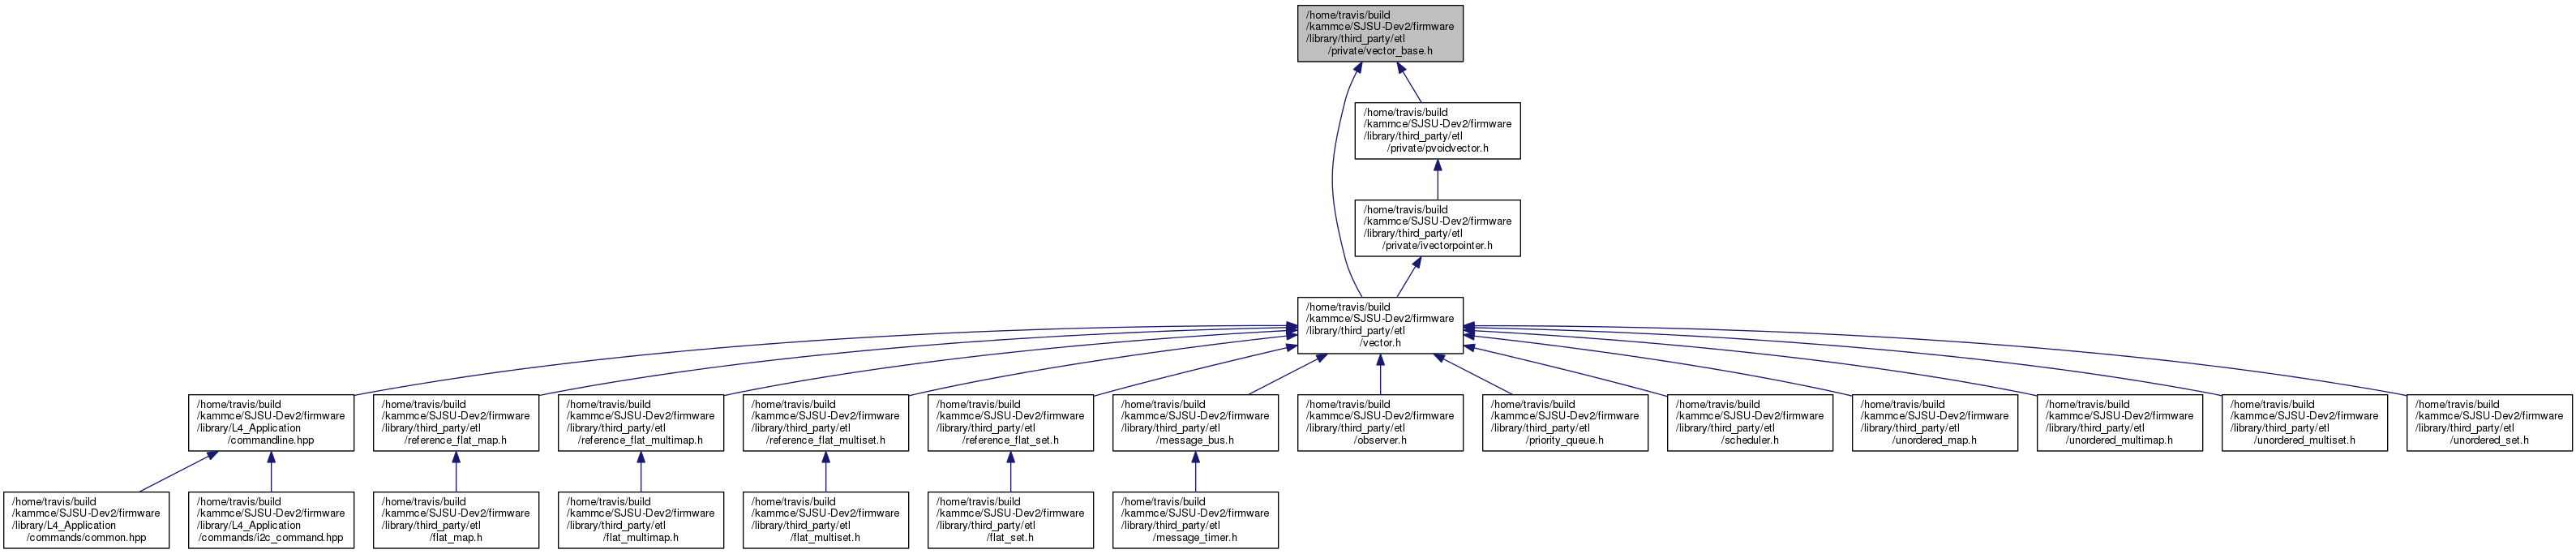 /home/travis/build
/kammce/SJSU-Dev2/firmware
/library/third_party/etl
/private/vector_base.h
/home/travis/build
/kammce/SJSU-Dev2/firmware
/library/third_party/etl
/private/pvoidvector.h
/home/travis/build
/kammce/SJSU-Dev2/firmware
/library/third_party/etl
/private/ivectorpointer.h
/home/travis/build
/kammce/SJSU-Dev2/firmware
/library/third_party/etl
/vector.h
/home/travis/build
/kammce/SJSU-Dev2/firmware
/library/L4_Application
/commandline.hpp
/home/travis/build
/kammce/SJSU-Dev2/firmware
/library/third_party/etl
/reference_flat_map.h
/home/travis/build
/kammce/SJSU-Dev2/firmware
/library/third_party/etl
/reference_flat_multimap.h
/home/travis/build
/kammce/SJSU-Dev2/firmware
/library/third_party/etl
/reference_flat_multiset.h
/home/travis/build
/kammce/SJSU-Dev2/firmware
/library/third_party/etl
/reference_flat_set.h
/home/travis/build
/kammce/SJSU-Dev2/firmware
/library/third_party/etl
/message_bus.h
/home/travis/build
/kammce/SJSU-Dev2/firmware
/library/third_party/etl
/observer.h
/home/travis/build
/kammce/SJSU-Dev2/firmware
/library/third_party/etl
/priority_queue.h
/home/travis/build
/kammce/SJSU-Dev2/firmware
/library/third_party/etl
/scheduler.h
/home/travis/build
/kammce/SJSU-Dev2/firmware
/library/third_party/etl
/unordered_map.h
/home/travis/build
/kammce/SJSU-Dev2/firmware
/library/third_party/etl
/unordered_multimap.h
/home/travis/build
/kammce/SJSU-Dev2/firmware
/library/third_party/etl
/unordered_multiset.h
/home/travis/build
/kammce/SJSU-Dev2/firmware
/library/third_party/etl
/unordered_set.h
/home/travis/build
/kammce/SJSU-Dev2/firmware
/library/L4_Application
/commands/common.hpp
/home/travis/build
/kammce/SJSU-Dev2/firmware
/library/L4_Application
/commands/i2c_command.hpp
/home/travis/build
/kammce/SJSU-Dev2/firmware
/library/third_party/etl
/flat_map.h
/home/travis/build
/kammce/SJSU-Dev2/firmware
/library/third_party/etl
/flat_multimap.h
/home/travis/build
/kammce/SJSU-Dev2/firmware
/library/third_party/etl
/flat_multiset.h
/home/travis/build
/kammce/SJSU-Dev2/firmware
/library/third_party/etl
/flat_set.h
/home/travis/build
/kammce/SJSU-Dev2/firmware
/library/third_party/etl
/message_timer.h